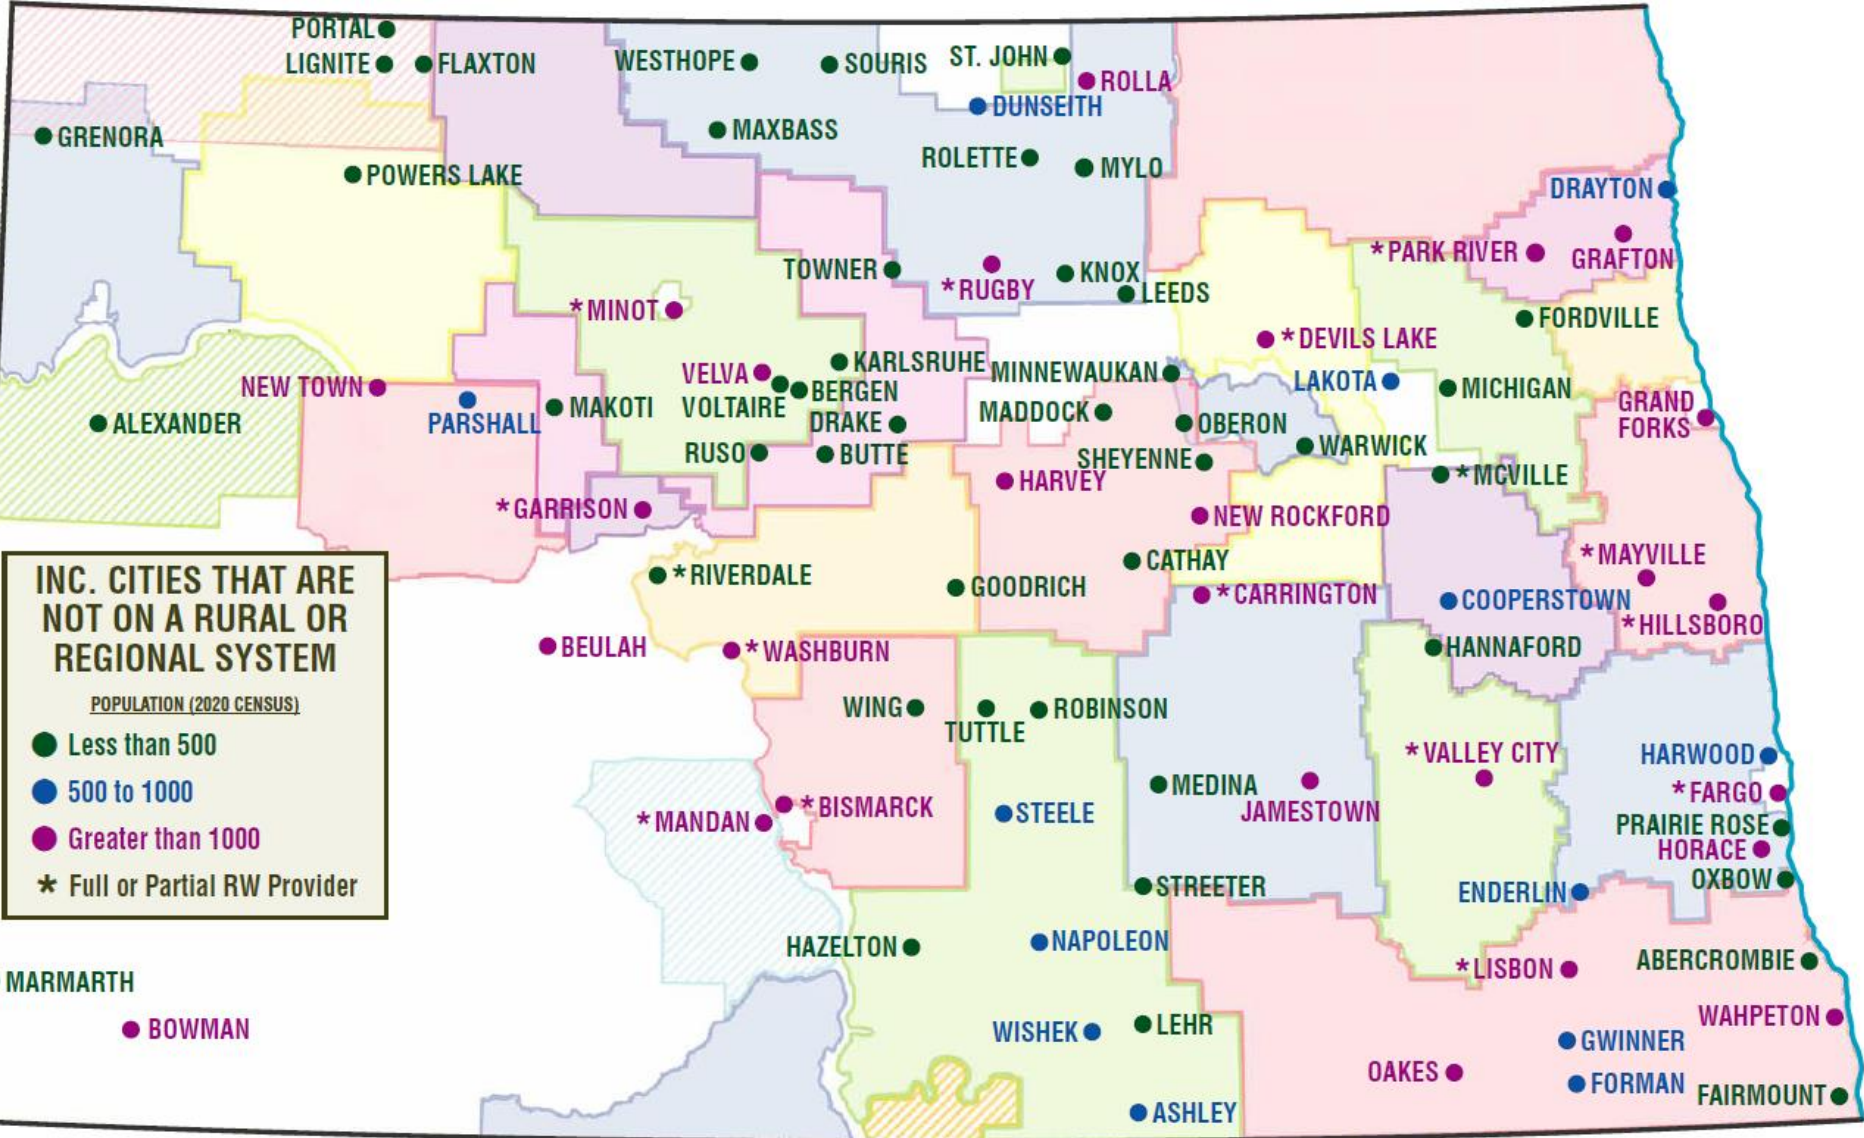 PORTAL
LIGNITE
FLAXTON
WESTHOPE
SOURIS
ST. JOHN
ROLLA
DUNSEITH
GRENORA
MAXBASS
ROLETTE
MYLO
POWERS LAKE
DRAYTON
*PARK RIVER
GRAFTON
TOWNER
*RUGBY
KNOX
LEEDS
*MINOT
FORDVILLE
*DEVILS LAKE
KARLSRUHE
MINNEWAUKAN
VELVA
NEW TOWN
LAKOTA
MICHIGAN
BERGEN
PARSHALL
MAKOTI
VOLTAIRE
MADDOCK
GRAND
FORKS
ALEXANDER
DRAKE
OBERON
RUSO
BUTTE
SHEYENNE
WARWICK
HARVEY
*MCVILLE
*GARRISON
NEW ROCKFORD
*MAYVILLE
CATHAY
*RIVERDALE
GOODRICH
*CARRINGTON
COOPERSTOWN
*HILLSBORO
BEULAH
*WASHBURN
HANNAFORD
WING
TUTTLE
ROBINSON
*VALLEY CITY
HARWOOD
MEDINA
JAMESTOWN
*FARGO
*BISMARCK
*MANDAN
STEELE
PRAIRIE ROSE
HORACE
OXBOW
STREETER
ENDERLIN
HAZELTON
NAPOLEON
*LISBON
ABERCROMBIE
MARMARTH
BOWMAN
WAHPETON
WISHEK
LEHR
GWINNER
OAKES
FORMAN
FAIRMOUNT
ASHLEY
INC. CITIES THAT ARE
NOT ON A RURAL OR
REGIONAL SYSTEM
POPULATION (2020 CENSUS)
Less than 500
500 to 1000
Greater than 1000
* Full or Partial RW Provider